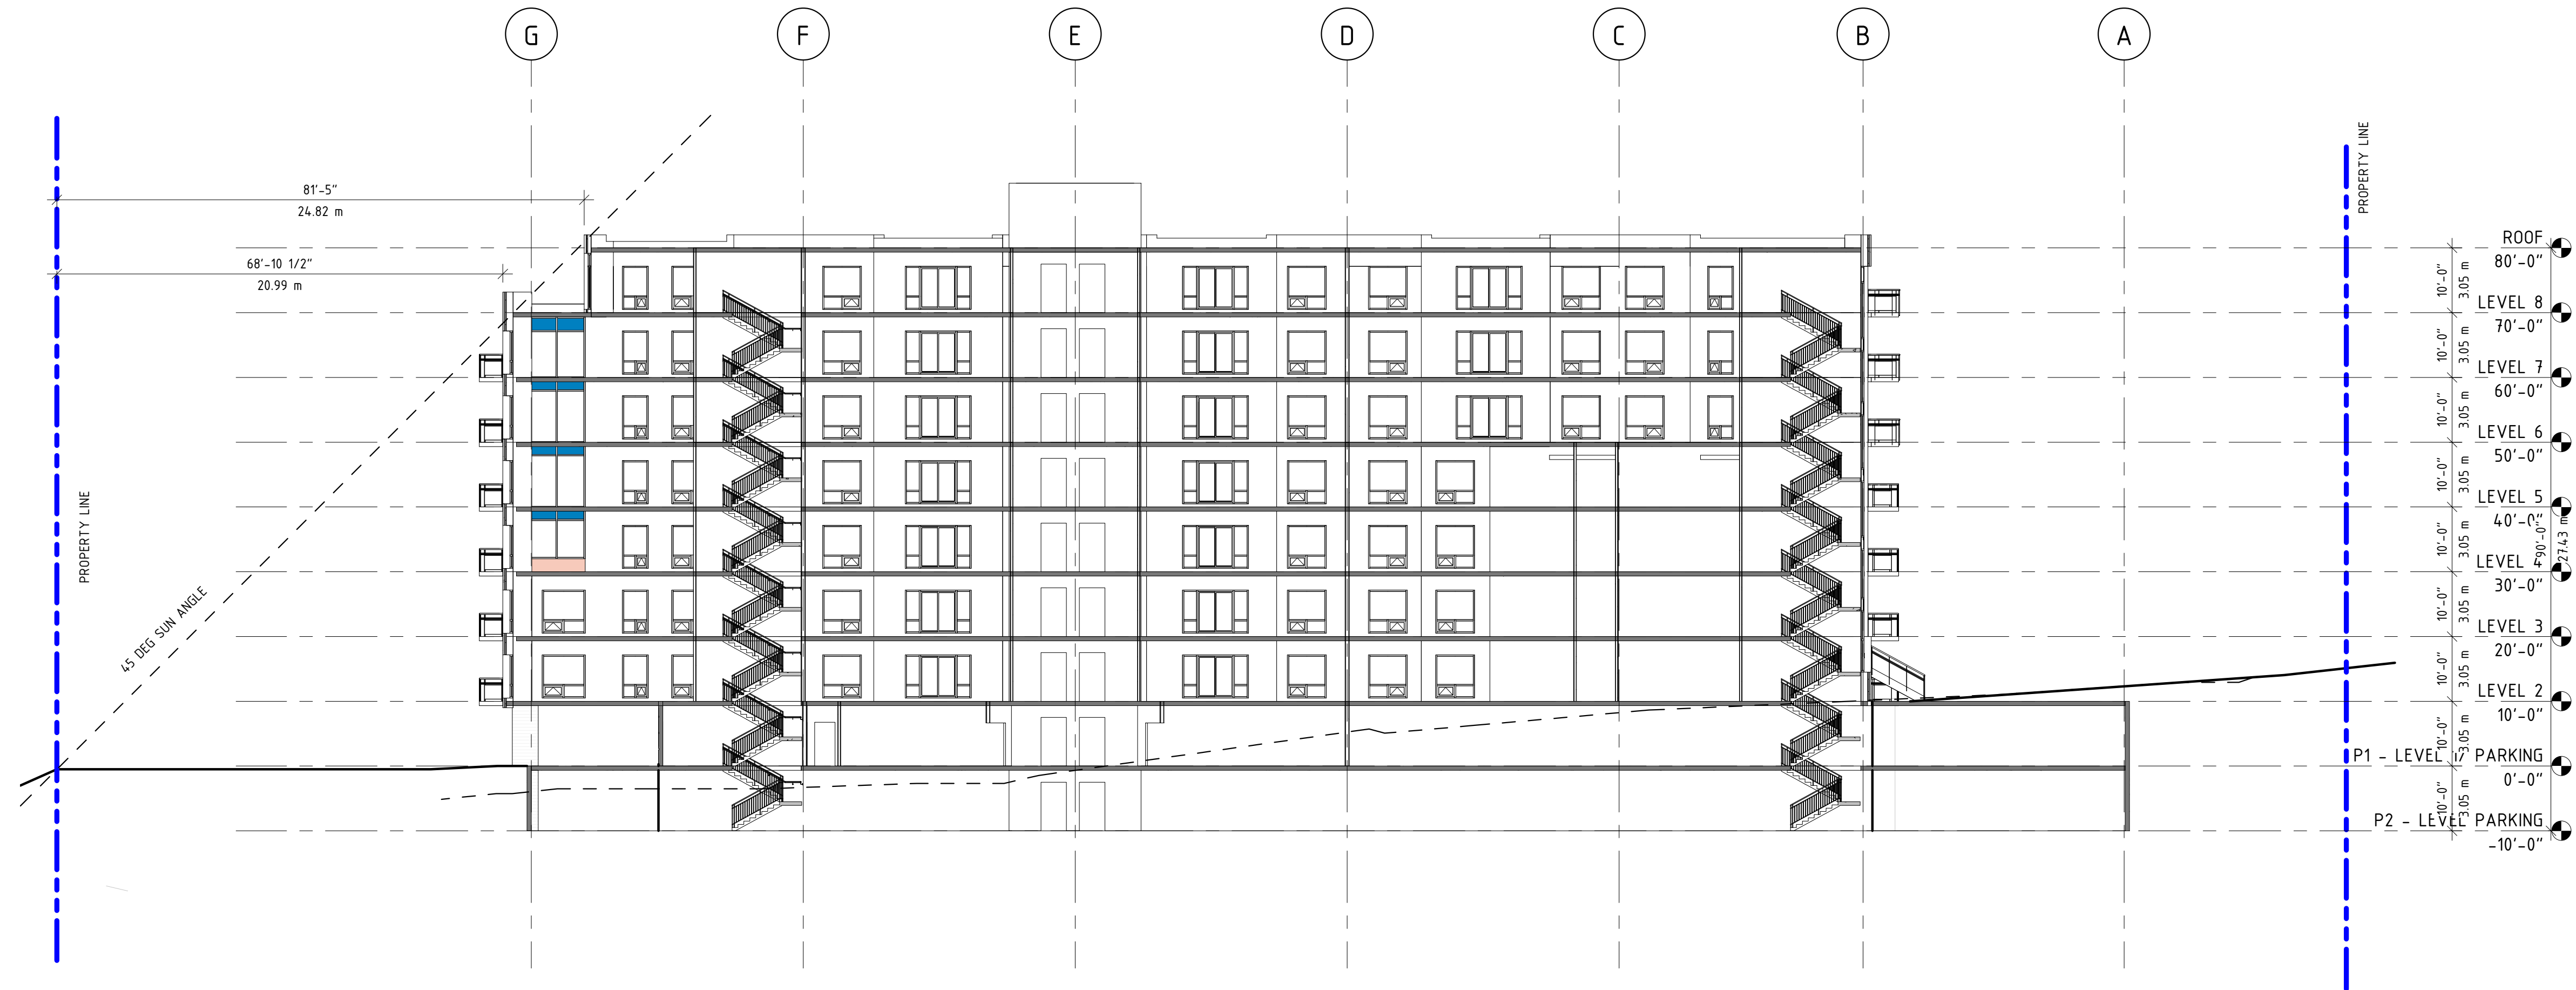 G
F
E
D
C
B
A
81'-5"
24.82 m
68'-10 1/2"
20.99 m
PROPERTY LINE
45 DEG SUN ANGLE
PROPERTY LINE
ROOF
80'-0"
10'-0"
3.05 m
LEVEL 8
70'-0"
10'-0"
3.05 m
LEVEL 7
60'-0"
10'-0"
3.05 m
LEVEL 6
50'-0"
10'-0"
3.05 m
LEVEL 5
40'-0"
10'-0"
3.05 m
90'-0"
27.43 m
LEVEL 4
30'-0"
10'-0"
3.05 m
LEVEL 3
20'-0"
10'-0"
3.05 m
LEVEL 2
10'-0"
10'-0"
3.05 m
P1 - LEVEL 1/ PARKING
0'-0"
10'-0"
3.05 m
P2 - LEVEL PARKING
-10'-0"